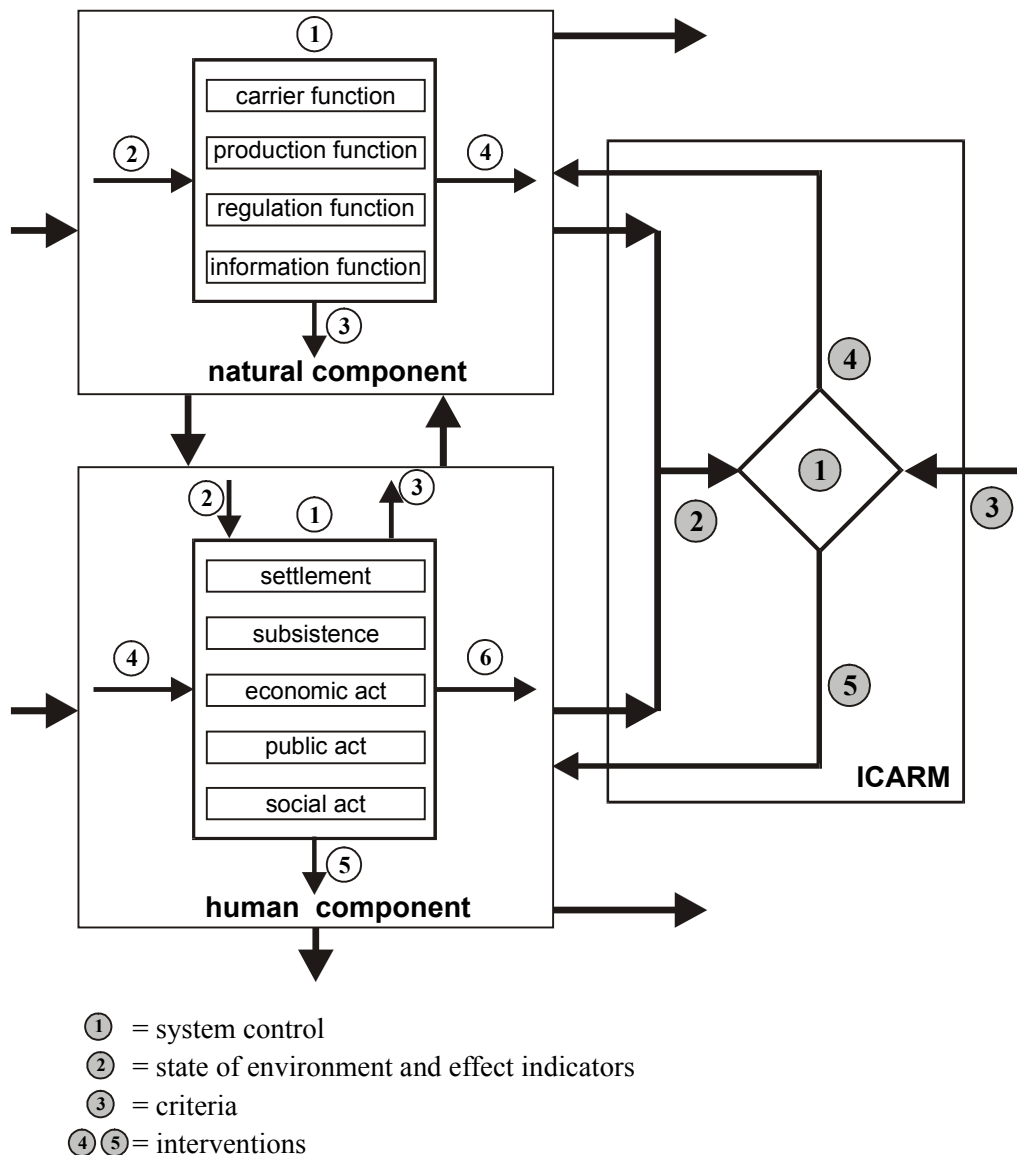 1
carrier function
2
production function
4
regulation function
information function
3
natural component
4
1
2
3
2
3
1
settlement
subsistence
4
6
economic act
5
public act
ICARM
social act
5
human component
1 = system control
2 = state of environment and effect indicators
3 = criteria
4 5 = interventions